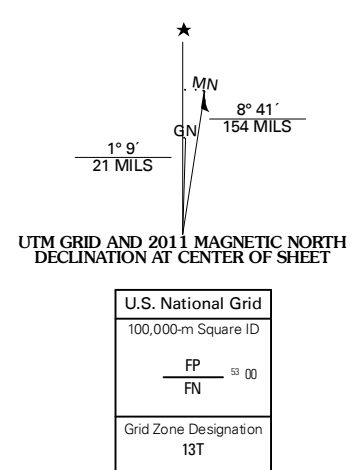 ★
MN
8° 41´
154 MILS
GN
1° 9´
21 MILS
UTM GRID AND 2011 MAGNETIC NORTH
DECLINATION AT CENTER OF SHEET
U.S. National Grid
100,000-m Square ID
FP
53 00
FN
Grid Zone Designation
13T